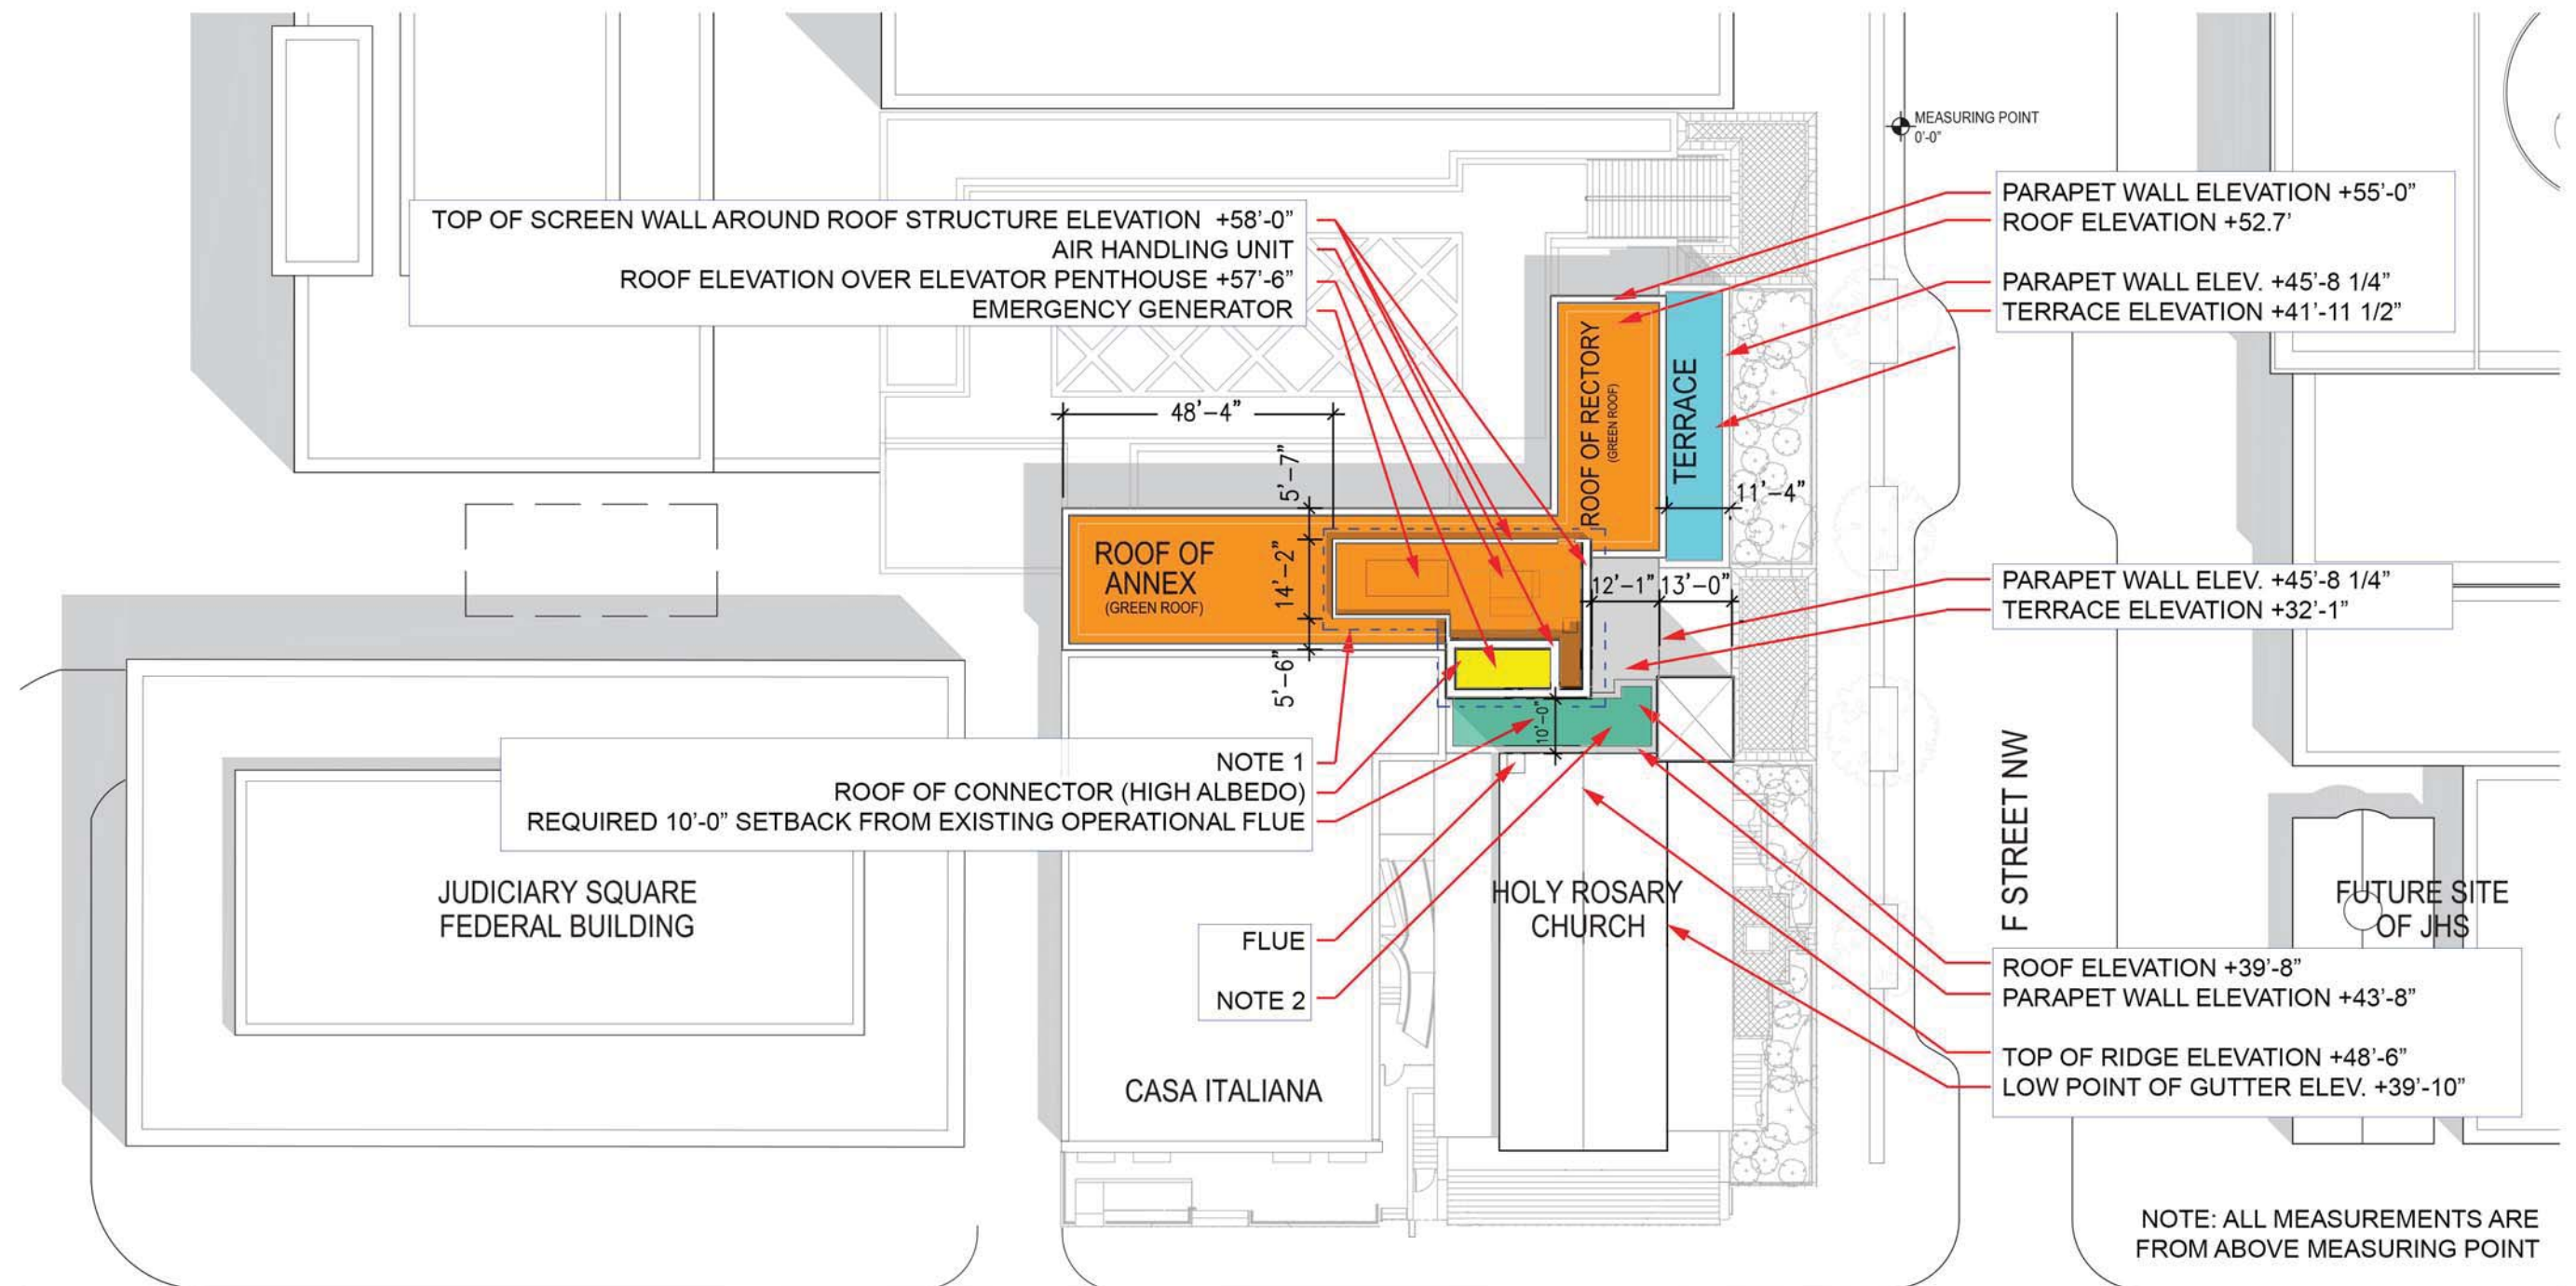 MEASURING POINT
0'-0"
TOP OF SCREEN WALL AROUND ROOF STRUCTURE ELEVATION +58'-0"
AIR HANDLING UNIT
ROOF ELEVATION OVER ELEVATOR PENTHOUSE +57'-6"
EMERGENCY GENERATOR
PARAPET WALL ELEVATION +55'-0"
ROOF ELEVATION +52.7'
PARAPET WALL ELEV. +45'-8 1/4"
TERRACE ELEVATION +41'-11 1/2"
ROOF OF RECTORY
(GREEN ROOF)
TERRACE
48'-4"
5'-7"
11'-4"
ROOF OF
ANNEX
(GREEN ROOF)
14'-2"
12'-1"
13'-0"
5'-6"
10'-0"
PARAPET WALL ELEV. +45'-8 1/4"
TERRACE ELEVATION +32'-1"
NOTE 1
ROOF OF CONNECTOR (HIGH ALBEDO)
REQUIRED 10'-0" SETBACK FROM EXISTING OPERATIONAL FLUE
FLUE
NOTE 2
JUDICIARY SQUARE
FEDERAL BUILDING
HOLY ROSARY
CHURCH
CASA ITALIANA
F STREET NW
FUTURE SITE
OF JHS
ROOF ELEVATION +39'-8"
PARAPET WALL ELEVATION +43'-8"
TOP OF RIDGE ELEVATION +48'-6"
LOW POINT OF GUTTER ELEV. +39'-10"
NOTE: ALL MEASUREMENTS ARE
FROM ABOVE MEASURING POINT